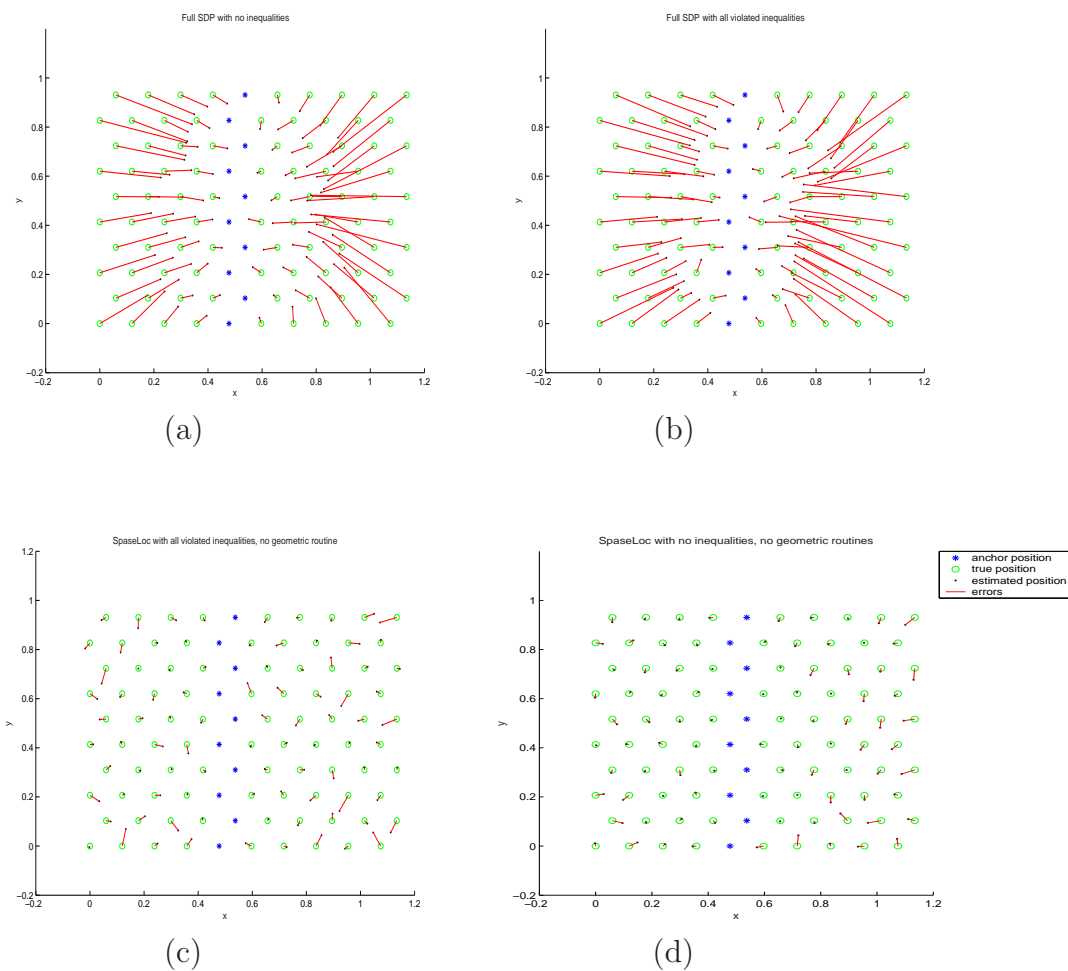 Full SDP with no inequalities
1
0.8
0.6
y
0.4
0.2
0
−0.2
−0.2 0 0.2 0.4 0.6 0.8 1 1.2
x
(a)
Full SDP with all violated inequalities
1
0.8
0.6
y
0.4
0.2
0
−0.2
−0.2 0 0.2 0.4 0.6 0.8 1 1.2
x
(b)
SpaseLoc with all violated inequalities, no geometric routine
1.2
1
0.8
0.6
y
0.4
0.2
0
−0.2
−0.2 0 0.2 0.4 0.6 0.8 1 1.2
x
(c)
SpaseLoc with no inequalities, no geometric routines
1
0.8
0.6
y
0.4
0.2
0
−0.2
−0.2 0 0.2 0.4 0.6 0.8 1 1.2
x
anchor position
true position
estimated position
errors
(d)